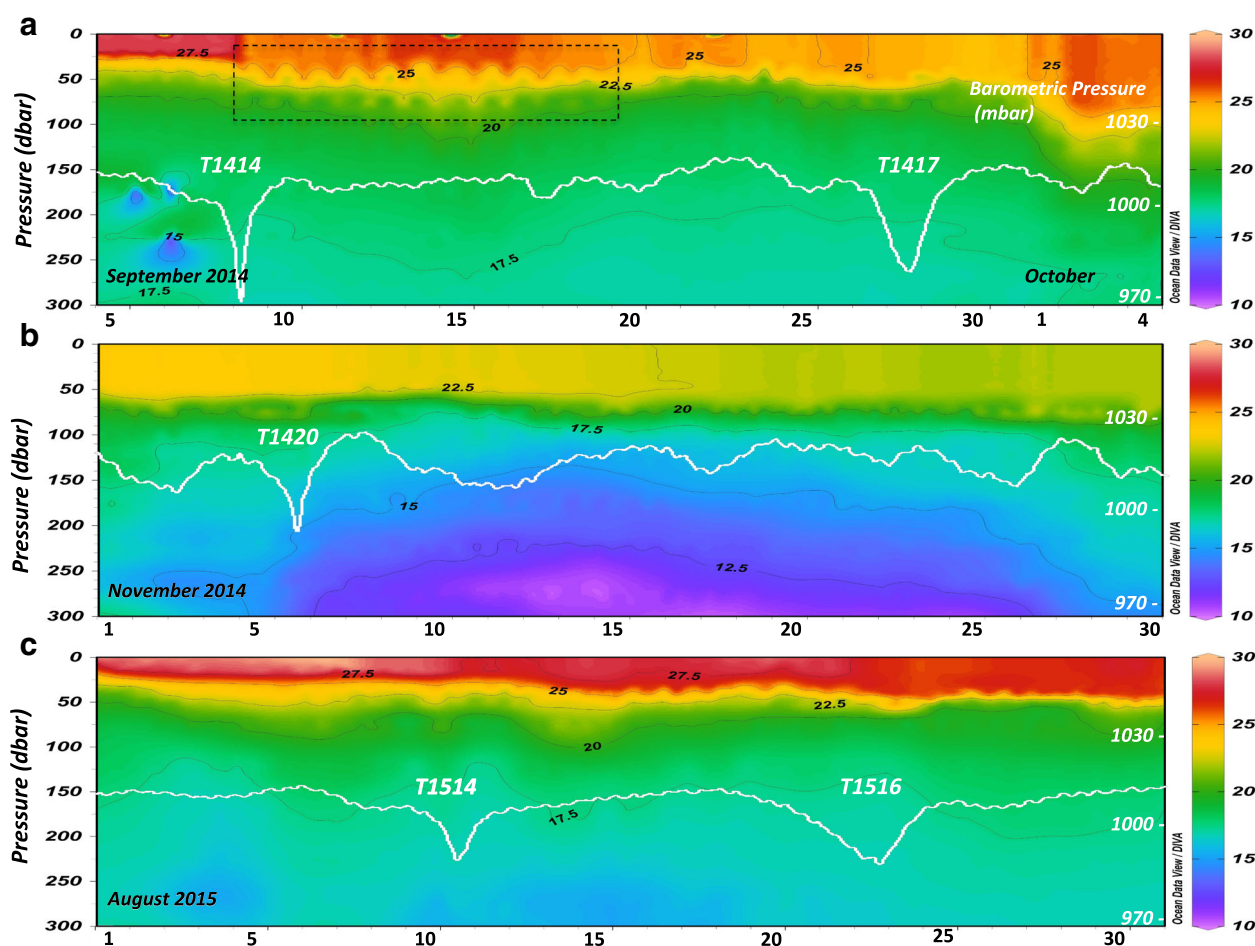 a
0
50
100
150
200
250
300
Pressure (dbar)
27.5
25
22.5
20
17.5
15
17.5
25
25
25
T1414
T1417
Barometric Pressure
(mbar)
1030 -
1000 -
970 -
September 2014
October
Ocean Data View / DIVA
30
25
20
15
10
5 10 15 20 25 30 1 4
b
0
50
100
150
200
250
300
Pressure (dbar)
22.5
20
17.5
15
12.5
T1420
1030 -
1000 -
970 -
November 2014
Ocean Data View / DIVA
30
25
20
15
10
1 5 10 15 20 25 30
c
0
50
100
150
200
250
300
Pressure (dbar)
27.5
27.5
25
22.5
20
17.5
T1514
T1516
1030 -
1000 -
970 -
August 2015
Ocean Data View / DIVA
30
25
20
15
10
1 5 10 15 20 25 30